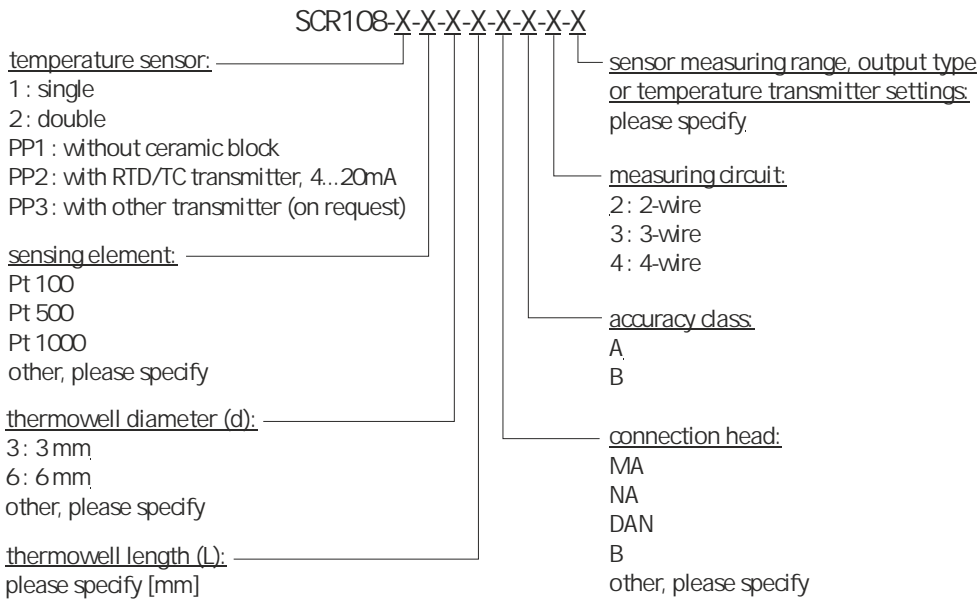 SCR108-X-X-X-X-X-X-X-X
temperature sensor:
1 : single
2 : double
PP1 : without ceramic block
PP2 : with RTD/TC transmitter, 4...20mA
PP3 : with other transmitter (on request)
sensing element:
Pt 100
Pt 500
Pt 1000
other, please specify
thermowell diameter (d):
3 : 3 mm
6 : 6 mm
other, please specify
thermowell length (L):
please specify [mm]
sensor measuring range, output type
or temperature transmitter settings:
please specify
measuring circuit:
2 : 2-wire
3 : 3-wire
4 : 4-wire
accuracy class:
A
B
connection head:
MA
NA
DAN
B
other, please specify